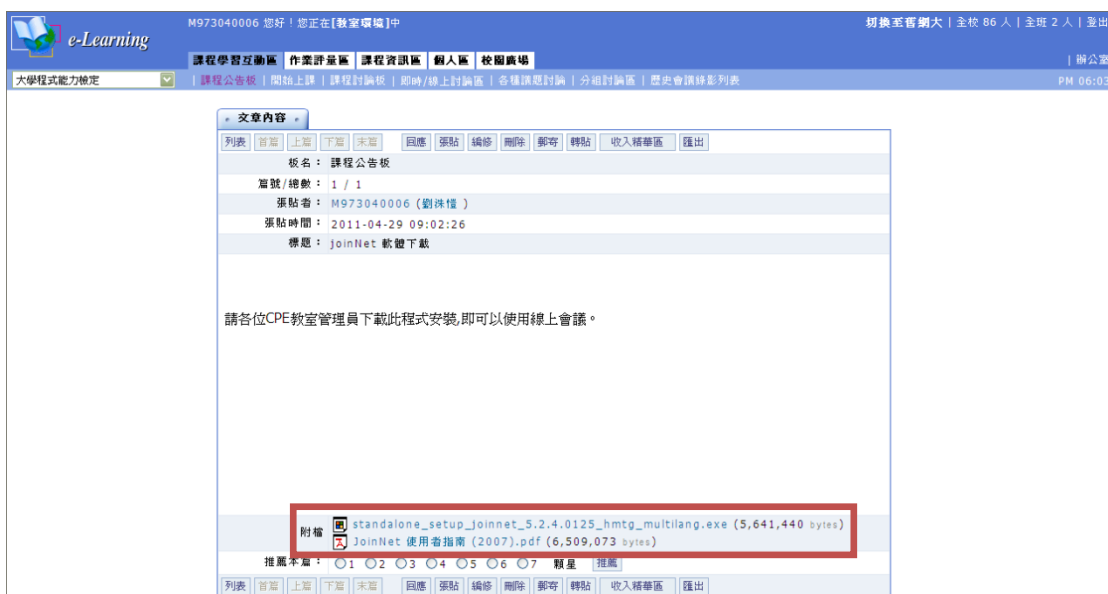 e-Learning
M973040006 您好！您正在[教室環境]中
切換至舊網大 | 全校 86 人 | 全班 2 人 | 登出
課程學習互動區 作業評量區 課程資訊區 個人區 校園廣場
| 辦公室
大學程式能力檢定
| 課程公告板 | 開始上課 | 課程討論板 | 即時/線上討論區 | 各種議題討論 | 分組討論區 | 歷史會議錄影列表
PM 06:03
文章內容
列表 首篇 上篇 下篇 末篇 回應 張貼 編修 刪除 郵寄 轉貼 收入精華區 匯出
板名： 課程公告板
篇號/總數： 1 / 1
張貼者： M973040006 (劉洙愷 )
張貼時間： 2011-04-29 09:02:26
標題： joinNet 軟體下載
請各位CPE教室管理員下載此程式安裝,即可以使用線上會議。
附檔
standalone_setup_joinnet_5.2.4.0125_hmtg_multilang.exe (5,641,440 bytes)
JoinNet 使用者指南 (2007).pdf (6,509,073 bytes)
推薦本篇： 1 2 3 4 5 6 7 顆星 推薦
列表 首篇 上篇 下篇 末篇 回應 張貼 編修 刪除 郵寄 轉貼 收入精華區 匯出